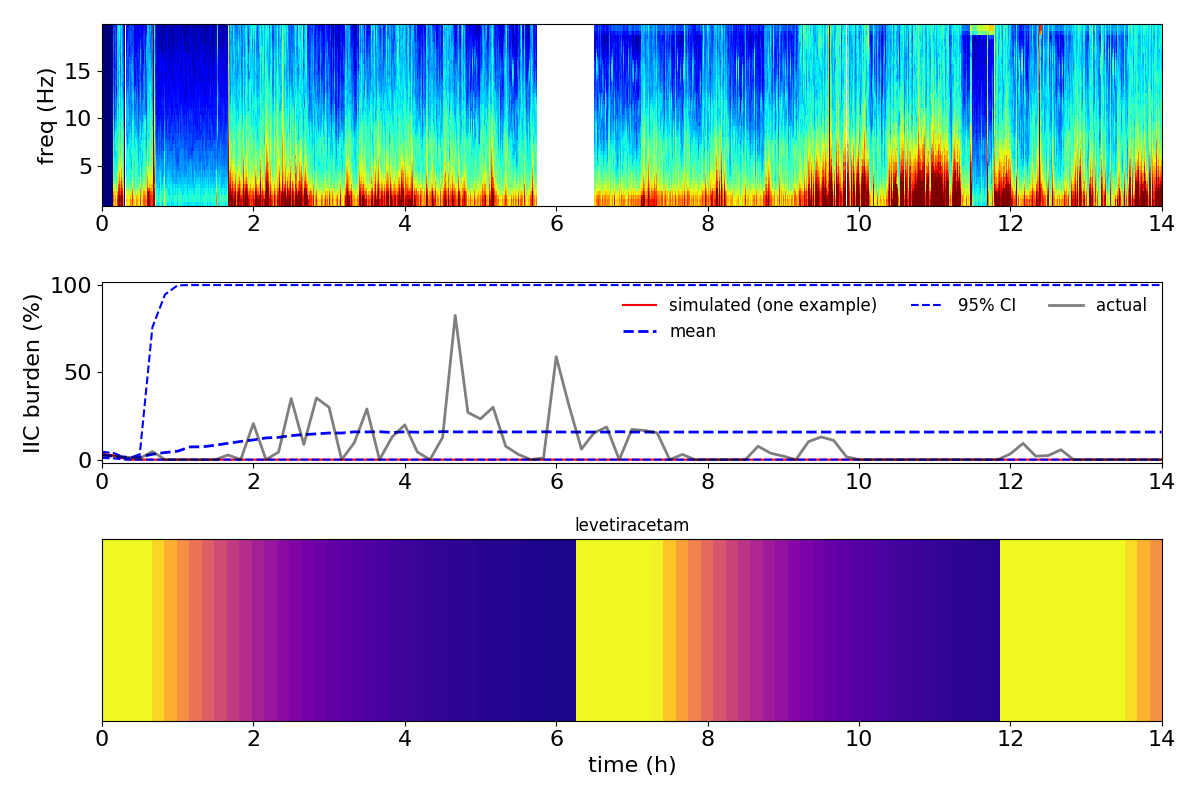 freq (Hz)
15
10
5
0 2 4 6 8 10 12 14
IIC burden (%)
100
50
0
simulated (one example)
mean
95% CI
actual
0 2 4 6 8 10 12 14
levetiracetam
0 2 4 6 8 10 12 14
time (h)